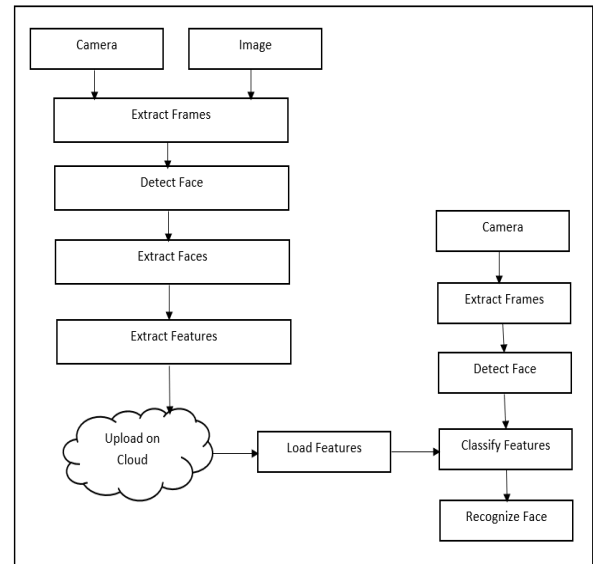 Camera
Image
Extract Frames
Detect Face
Extract Faces
Extract Features
Upload on
Cloud
Load Features
Camera
Extract Frames
Detect Face
Classify Features
Recognize Face